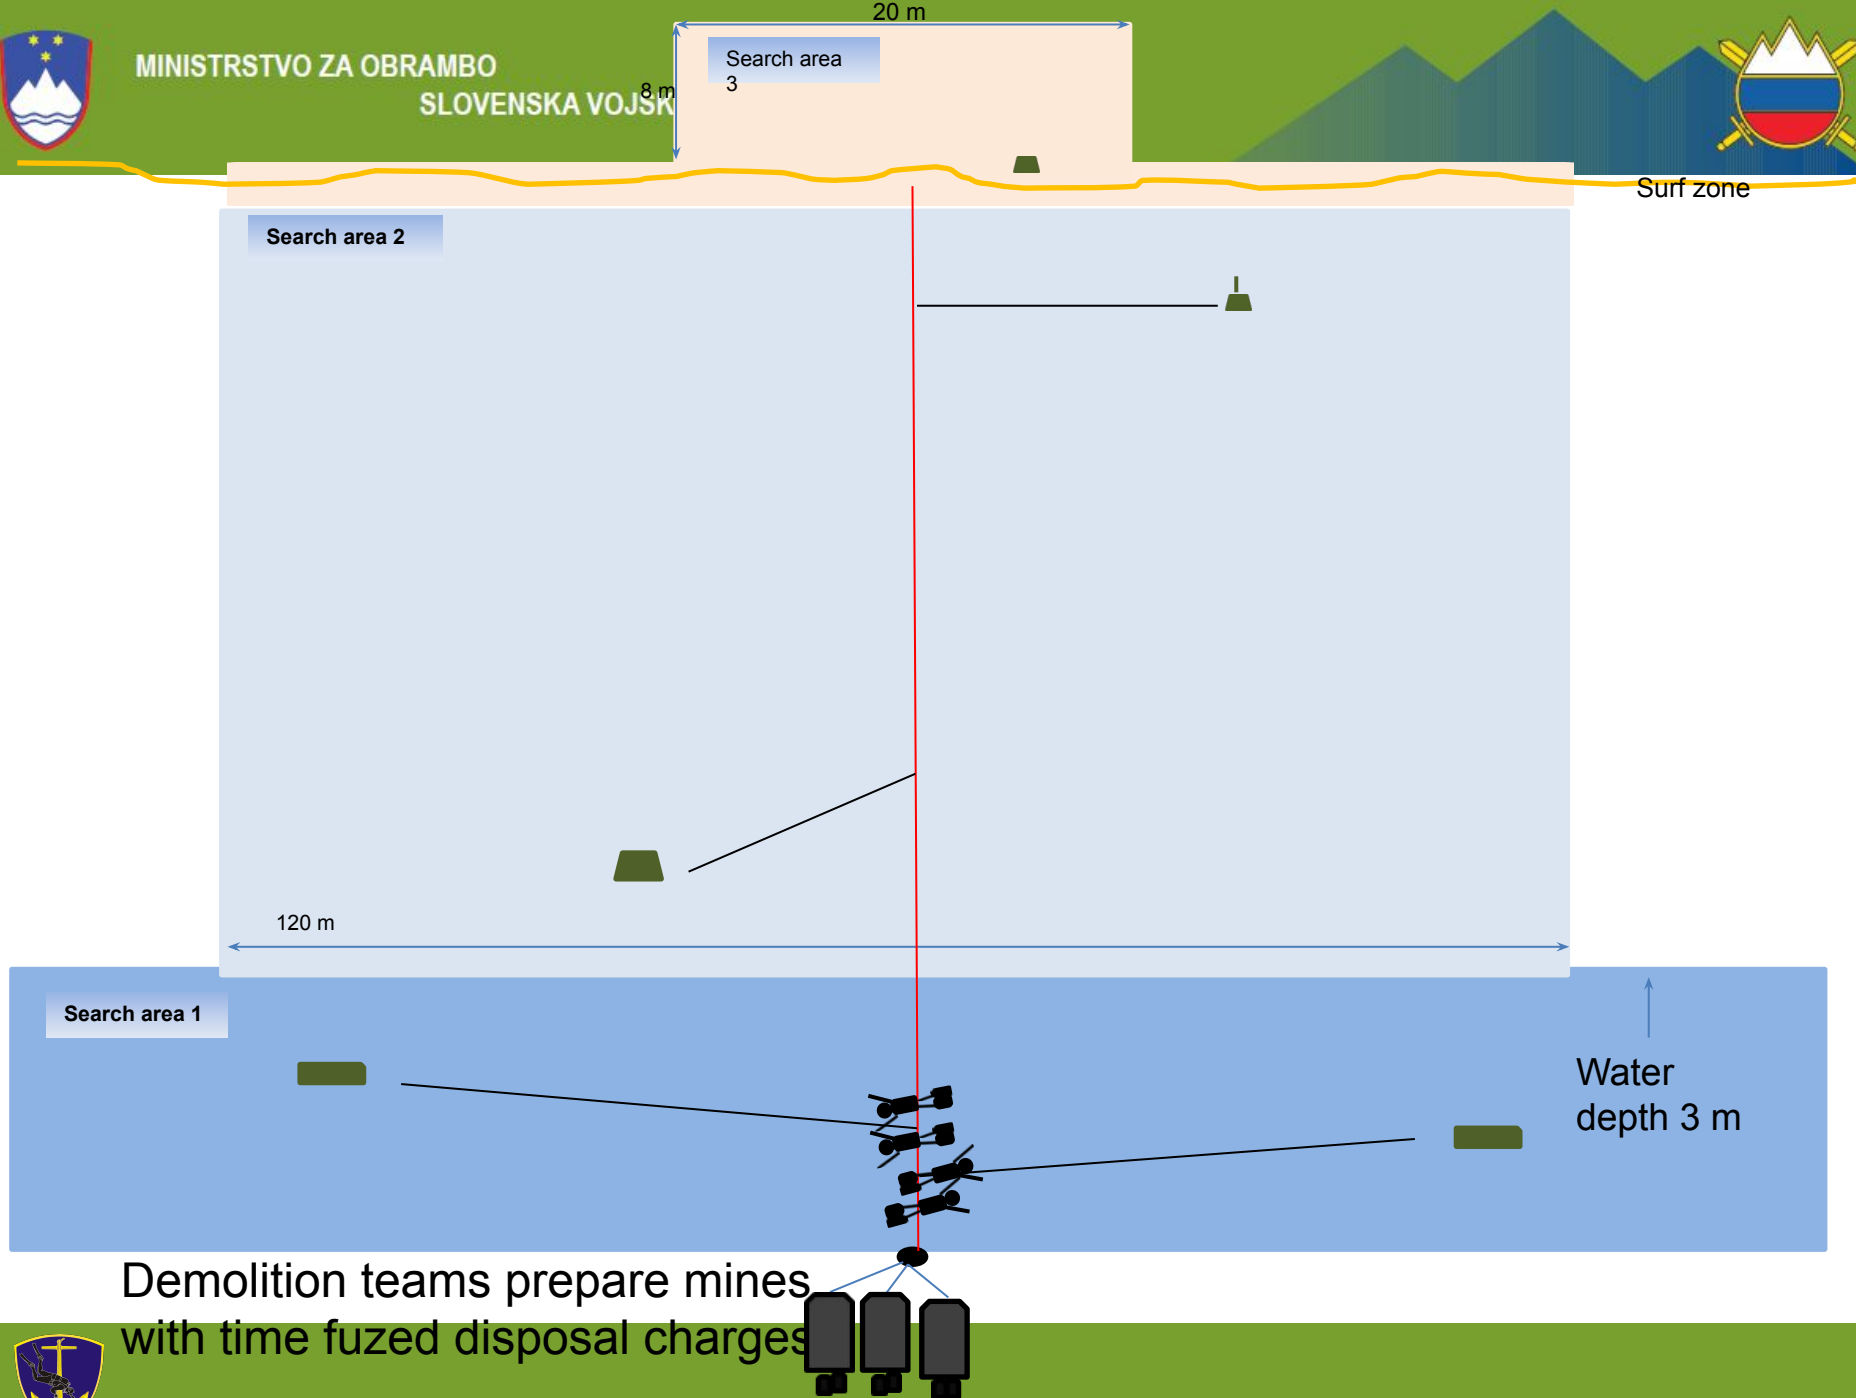 20 m
MINISTRSTVO ZA OBRAMBO
SLOVENSKA VOJSK
8 m
Search area
3
Surf zone
Search area 2
120 m
Search area 1
Water
depth 3 m
Demolition teams prepare mines
with time fuzed disposal charges